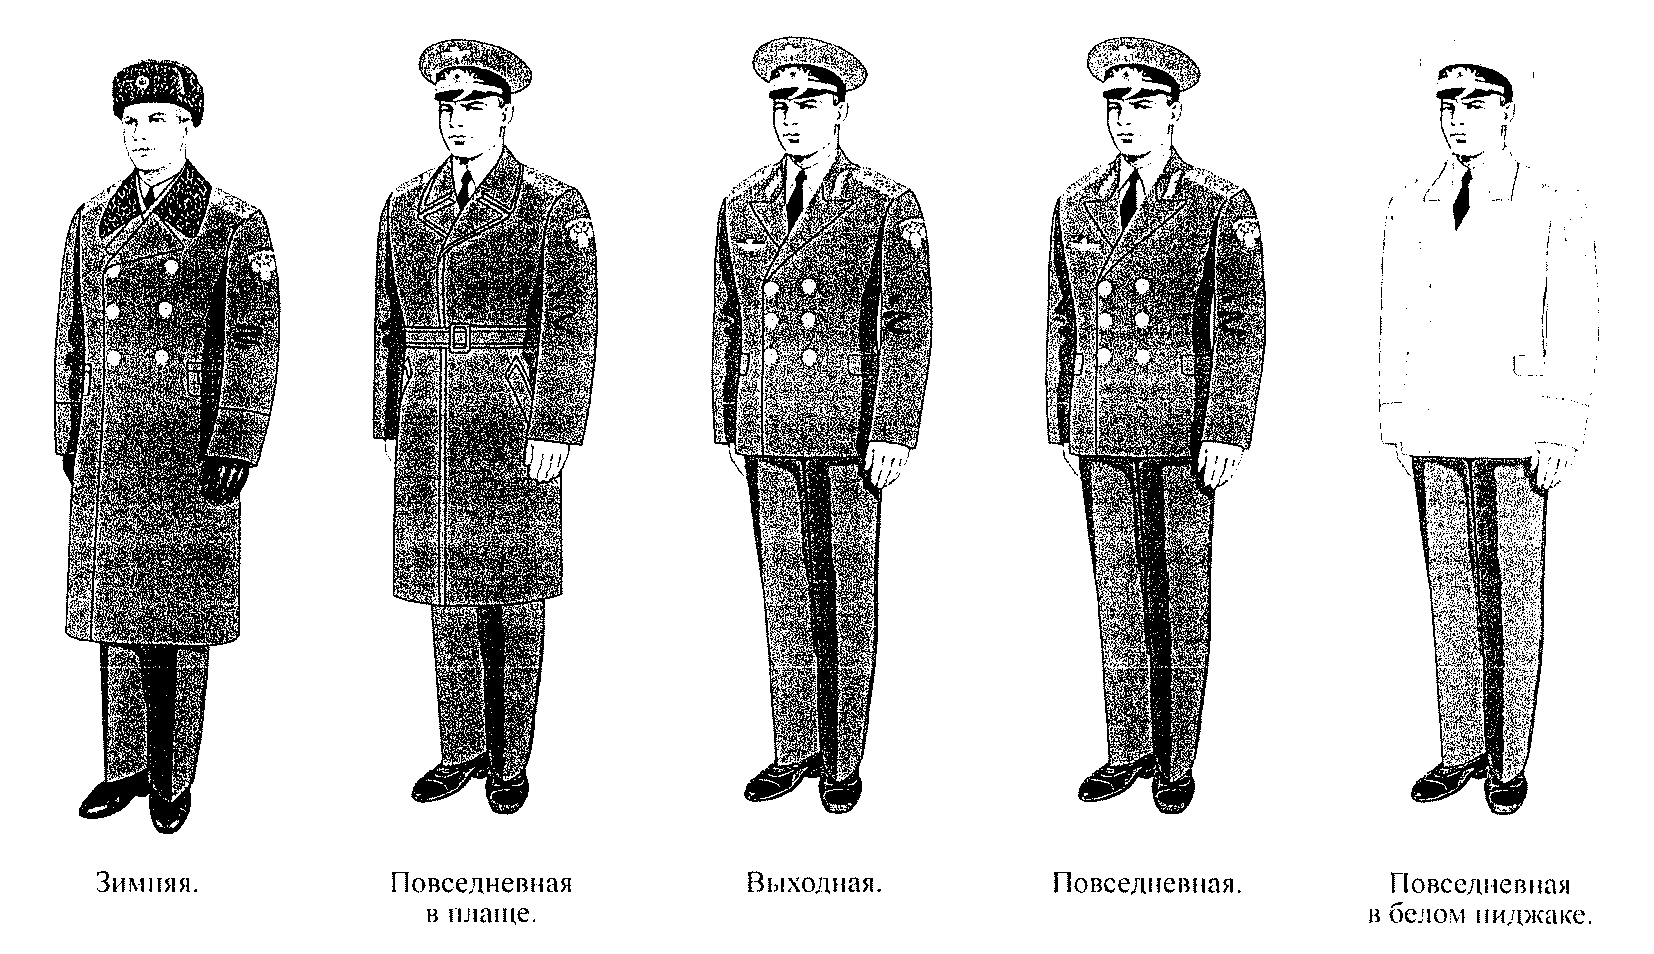 Зимняя.
Повседневная
в плаще.
Выходная.
Повседневная.
Повседневная
в белом пиджаке.